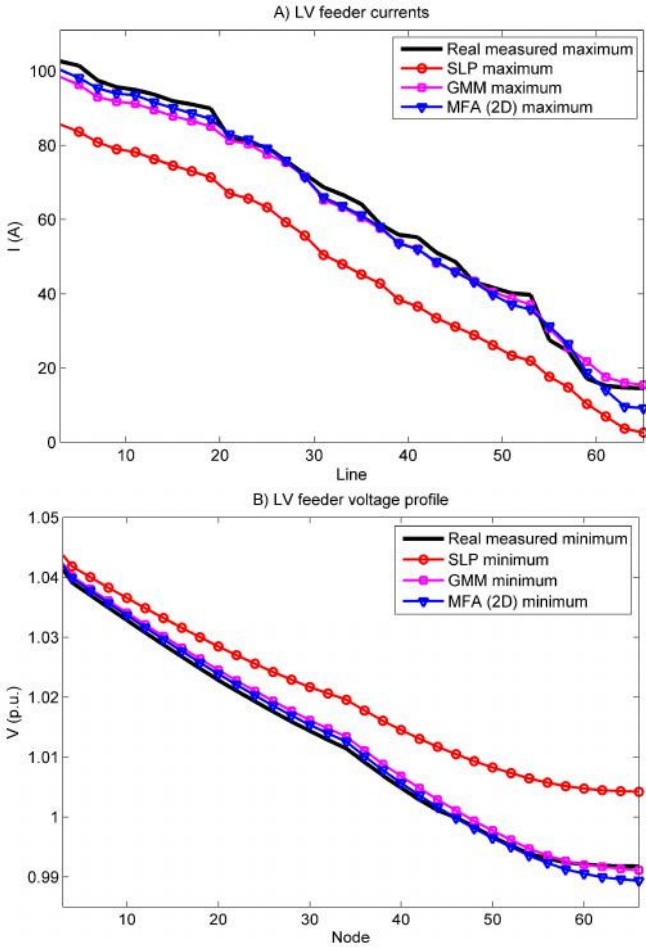 A) LV feeder currents
Real measured maximum
SLP maximum
GMM maximum
MFA (2D) maximum
I (A)
100
80
60
40
20
0
10
20
30
40
50
60
Line
B) LV feeder voltage profile
Real measured minimum
SLP minimum
GMM minimum
MFA (2D) minimum
V (p.u.)
1.05
1.04
1.03
1.02
1.01
1
0.99
10
20
30
40
50
60
Node